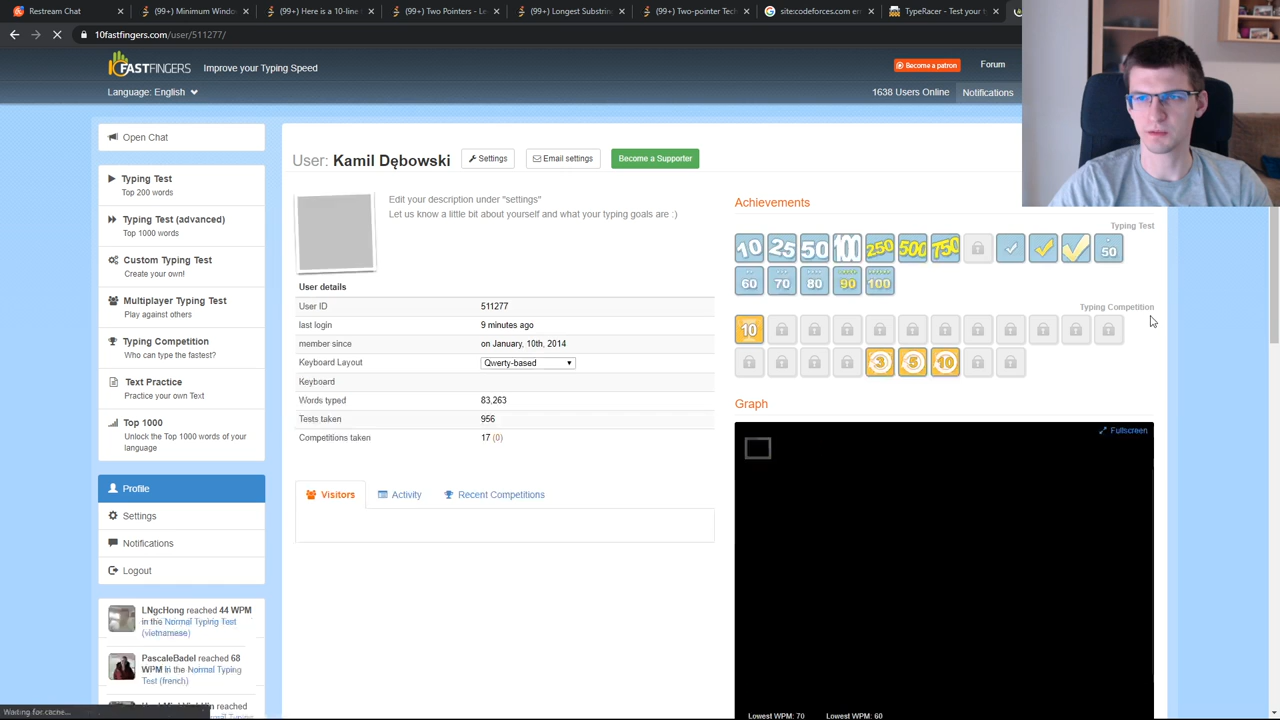 Restream Chat
(99+) Minimum Windo
(99+) Here is a 10-line
(99+) Two Pointers - Le
(99+) Longest Substring
(99+) Two-pointer Tech
site:codeforces.com en
TypeRacer - Test your t
10fastfingers.com/user/511277/
10FASTFINGERS Improve your Typing Speed
Become a patron
Forum
Language: English
1638 Users Online
Notifications
Open Chat
Typing Test
Top 200 words
Typing Test (advanced)
Top 1000 words
Custom Typing Test
Create your own!
Multiplayer Typing Test
Play against others
Typing Competition
Who can type the fastest?
Text Practice
Practice your own Text
Top 1000
Unlock the Top 1000 words of your
language
Profile
Settings
Notifications
Logout
LNgcHong reached 44 WPM
in the Normal Typing Test
(vietnamese)
PascaleBadel reached 68
WPM in the Normal Typing
Test (french)
User: Kamil Dębowski
Settings
Email settings
Become a Supporter
Edit your description under "settings"
Let us know a little bit about yourself and what your typing goals are :)
User details
User ID 511277
last login 9 minutes ago
member since on January, 10th, 2014
Keyboard Layout Qwerty-based
Keyboard
Words typed 83,263
Tests taken 956
Competitions taken 17 (0)
Visitors
Activity
Recent Competitions
Achievements
Typing Test
10 25 50 100 250 500 750 50
60 70 80 90 100
Typing Competition
10
3 5 10
Graph
Fullscreen
Lowest WPM: 70 Lowest WPM: 60
Waiting for cache...